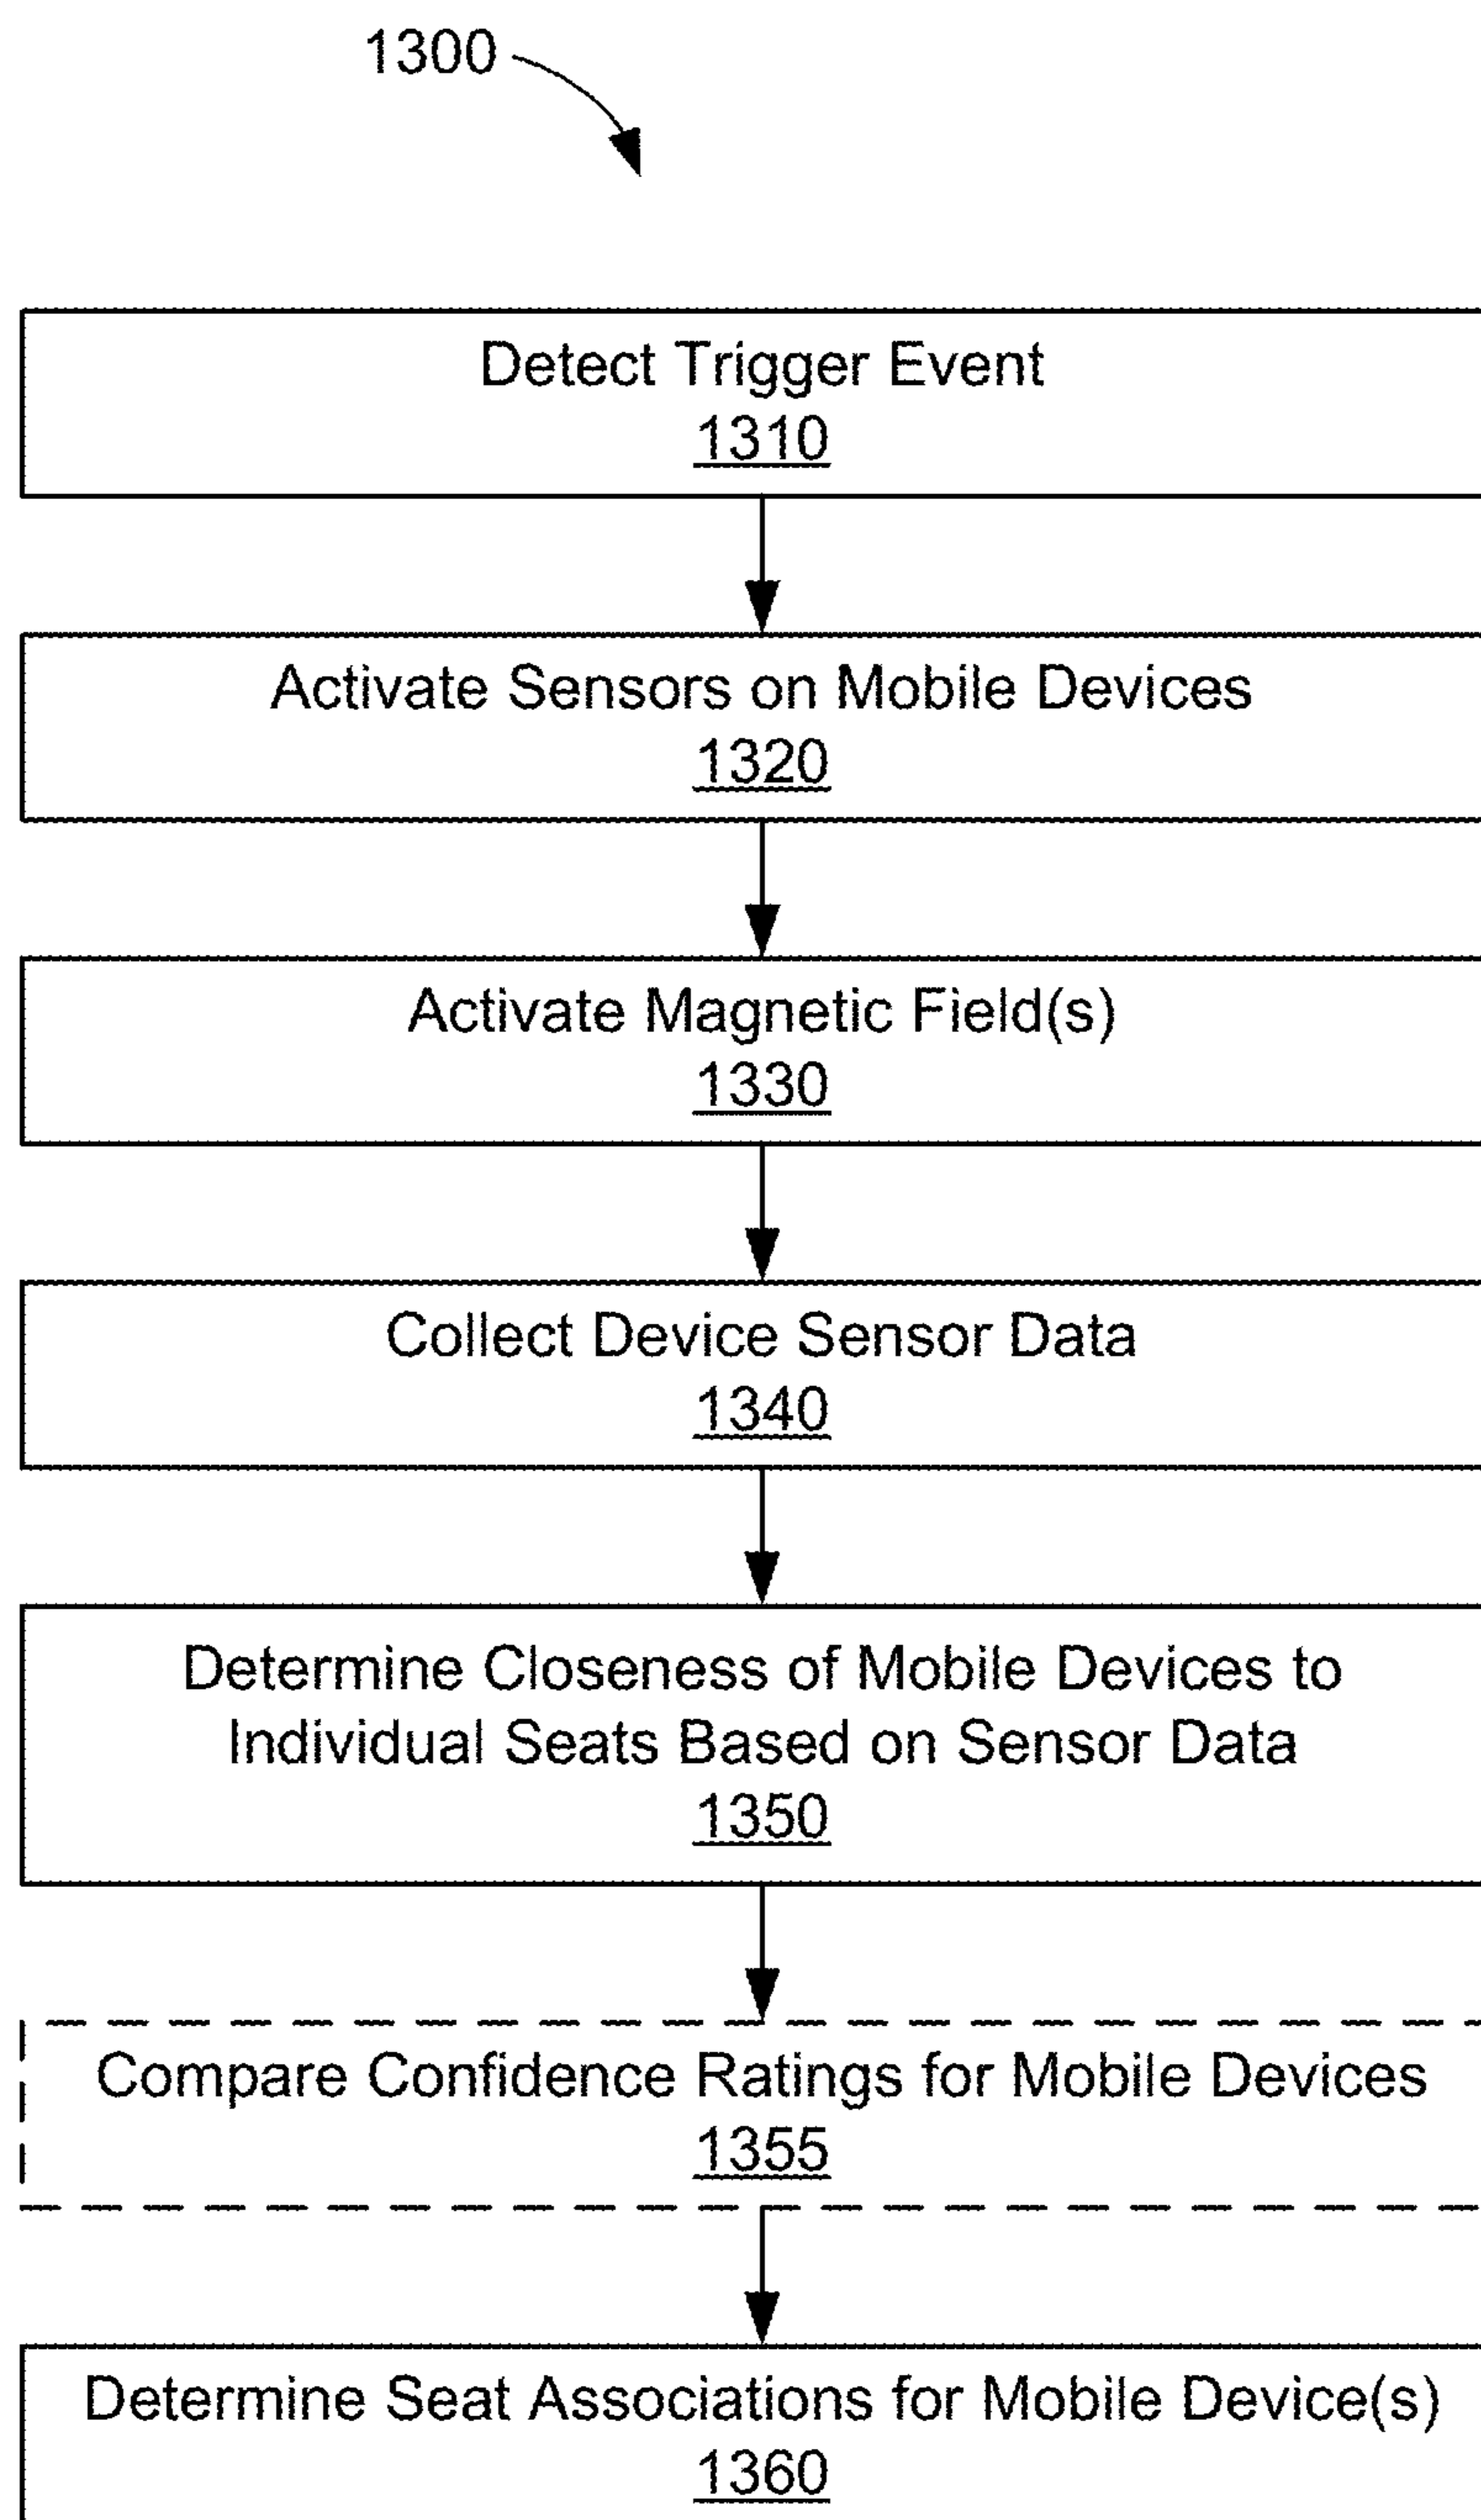 1300
Detect Trigger Event
1310
Activate Sensors on Mobile Devices
1320
Activate Magnetic Field(s)
1330
Collect Device Sensor Data
1340
Determine Closeness of Mobile Devices to
Individual Seats Based on Sensor Data
1350
Compare Confidence Ratings for Mobile Devices
1355
Determine Seat Associations for Mobile Device(s)
1360